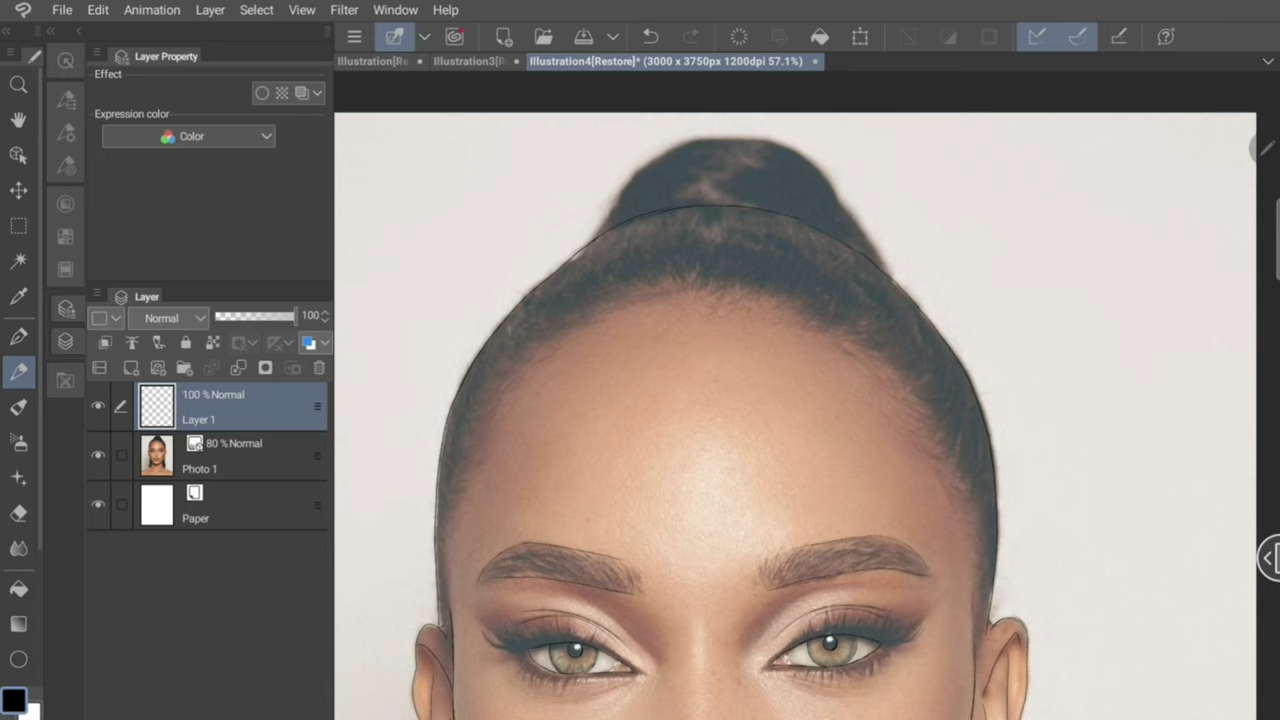 File Edit Animation Layer Select View Filter Window Help
Illustration[Re Illustration3[R Illustration4[Restore]* (3000 x 3750px 1200dpi 57.1%)
Layer Property
Effect
Expression color
Color
Layer
Normal 100
100 %Normal
Layer 1
80 %Normal
Photo 1
Paper